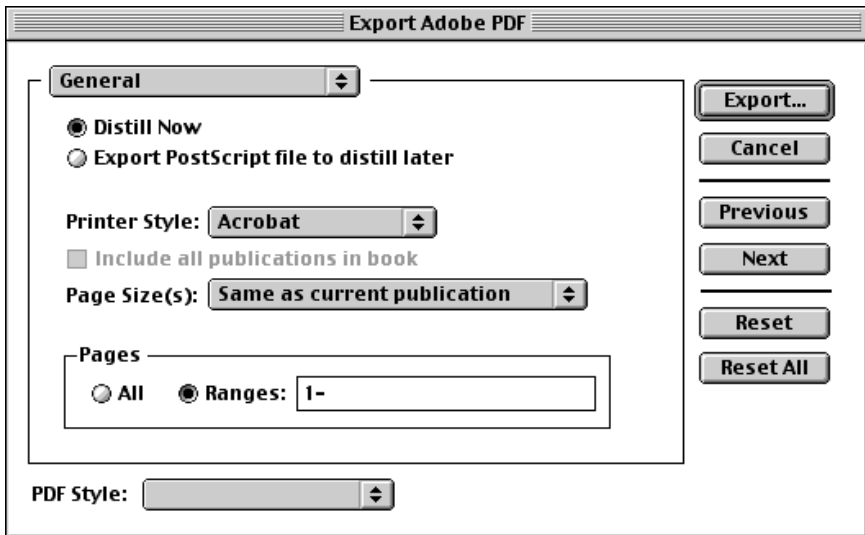 Export Adobe PDF
General
Distill Now
Export PostScript file to distill later
Printer Style: Acrobat
Include all publications in book
Page Size(s): Same as current publication
Pages
All Ranges: 1-
PDF Style:
Export...
Cancel
Previous
Next
Reset
Reset All